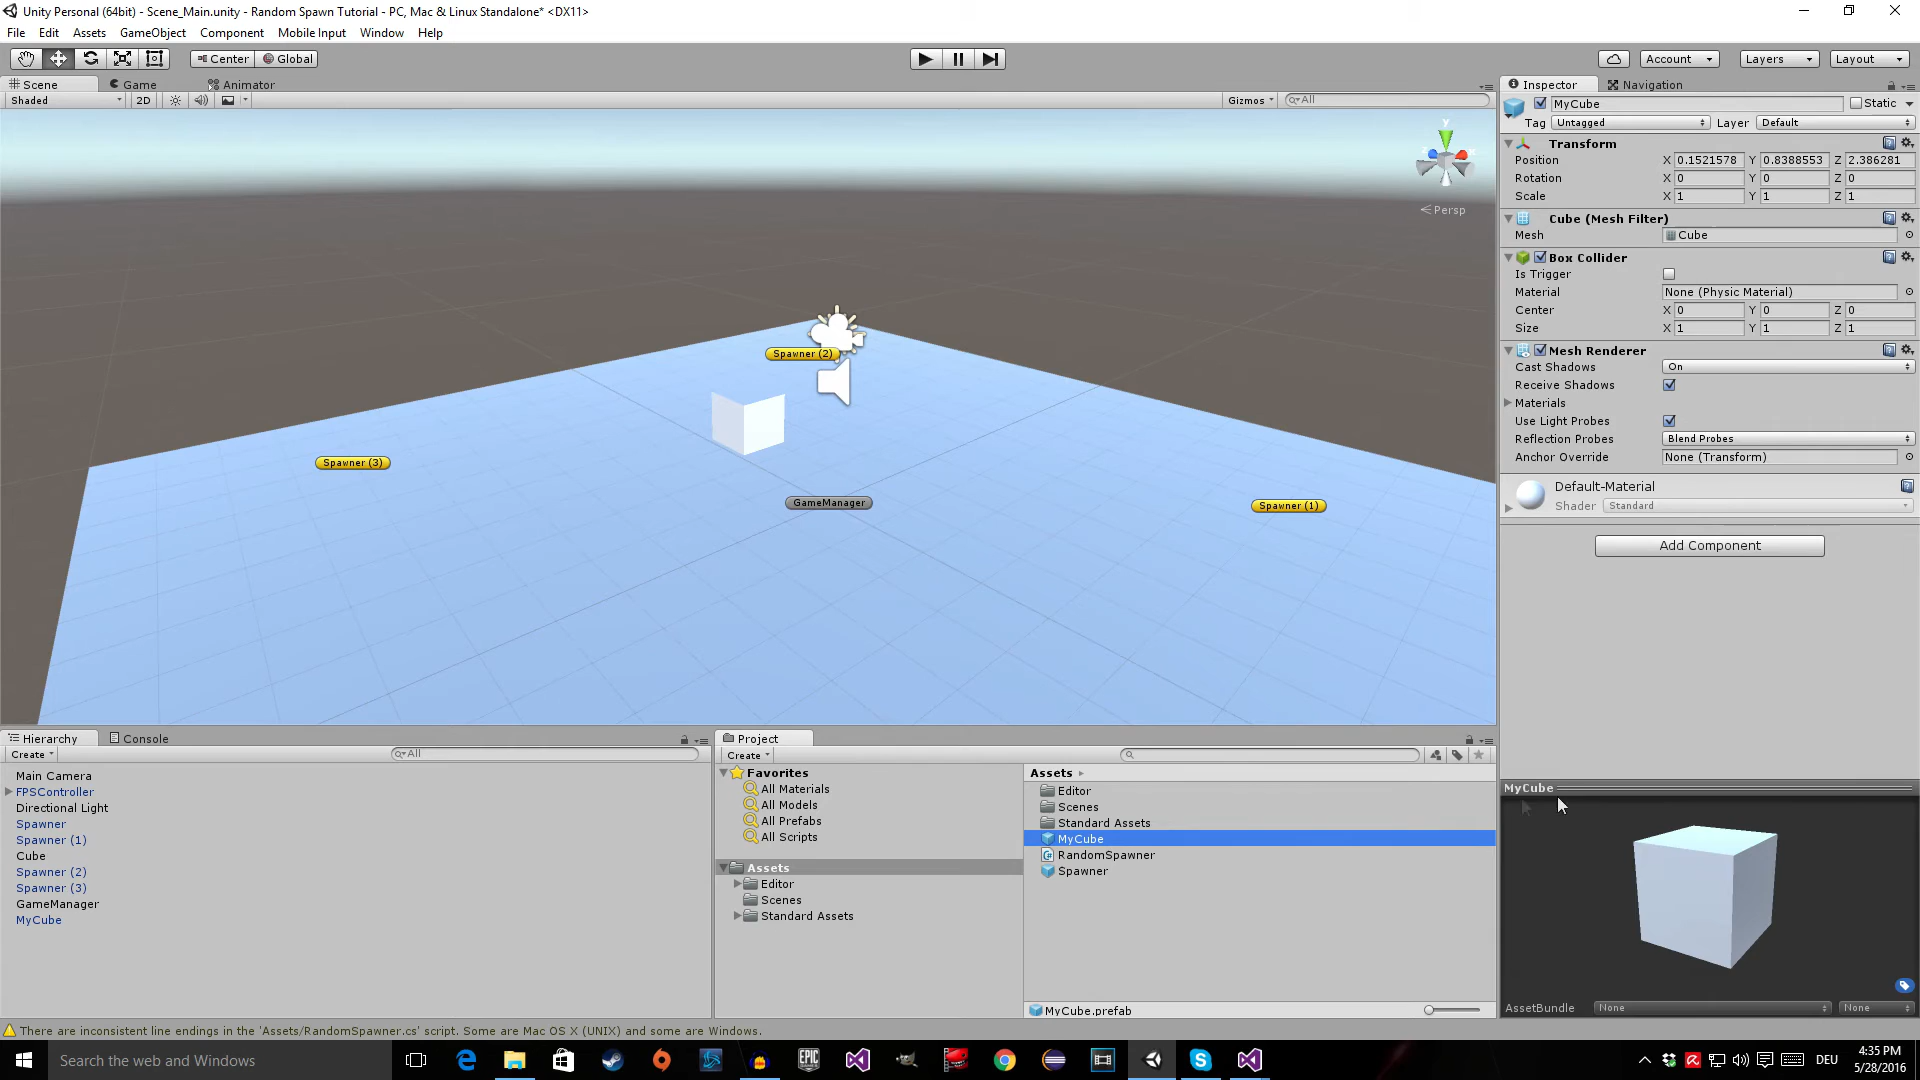 Unity Personal (64bit) - Scene_Main.unity - Random Spawn Tutorial - PC, Mac & Linux Standalone* <DX11>
File Edit Assets GameObject Component Mobile Input Window Help
Center Global Account Layers Layout
Scene Game Animator
Shaded 2D Gizmos All
y
Persp
Spawner (2)
Spawner (3)
GameManager
Spawner (1)
Inspector Navigation
MyCube Static
Tag Untagged Layer Default
Transform
Position X 0.1521578 Y 0.8388553 Z 2.386281
Rotation X 0 Y 0 Z 0
Scale X 1 Y 1 Z 1
Cube (Mesh Filter)
Mesh Cube
Box Collider
Is Trigger
Material None (Physic Material)
Center X 0 Y 0 Z 0
Size X 1 Y 1 Z 1
Mesh Renderer
Cast Shadows On
Receive Shadows
Materials
Use Light Probes
Reflection Probes Blend Probes
Anchor Override None (Transform)
Default-Material
Shader Standard
Add Component
Hierarchy Console
Create All
Main Camera
FPSController
Directional Light
Spawner
Spawner (1)
Cube
Spawner (2)
Spawner (3)
GameManager
MyCube
Project
Create
Favorites
All Materials
All Models
All Prefabs
All Scripts
Assets
Editor
Scenes
Standard Assets
Assets
Editor
Scenes
Standard Assets
MyCube
RandomSpawner
Spawner
MyCube.prefab
MyCube
AssetBundle None None
There are inconsistent line endings in the 'Assets/RandomSpawner.cs' script. Some are Mac OS X (UNIX) and some are Windows.
Search the web and Windows
EPIC
DEU
4:35 PM
5/28/2016